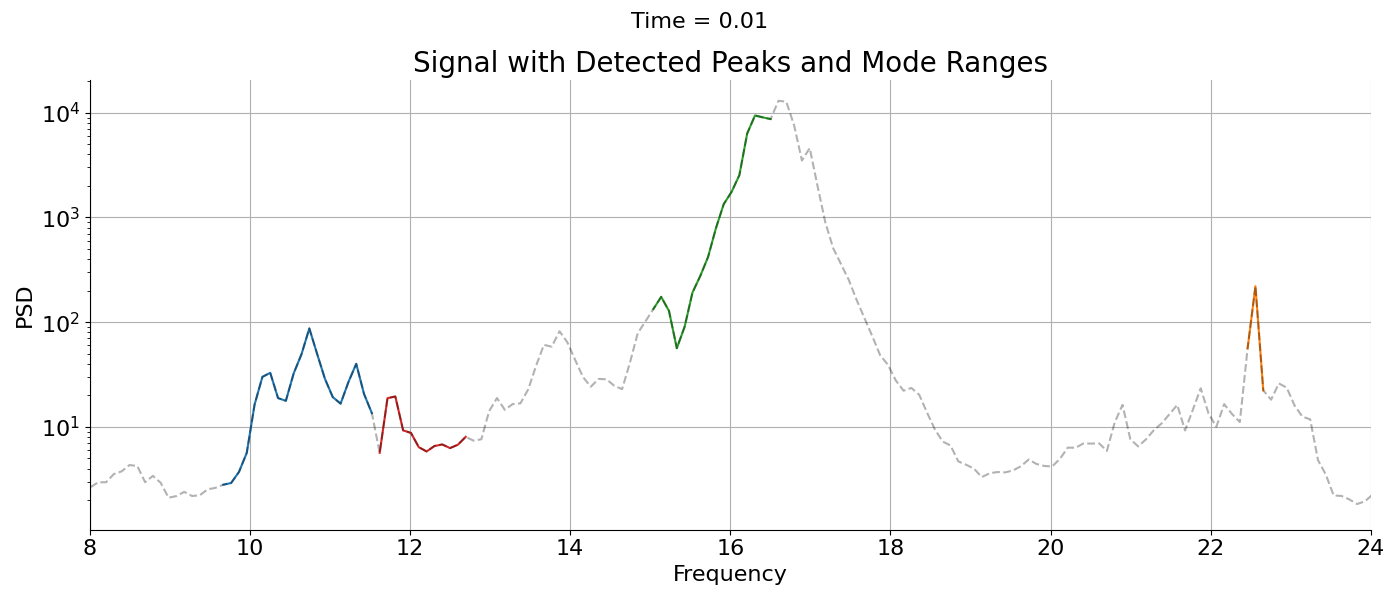 Time = 0.01
Signal with Detected Peaks and Mode Ranges
10⁴
10³
10²
10¹
PSD
8 10 12 14 16 18 20 22 24
Frequency